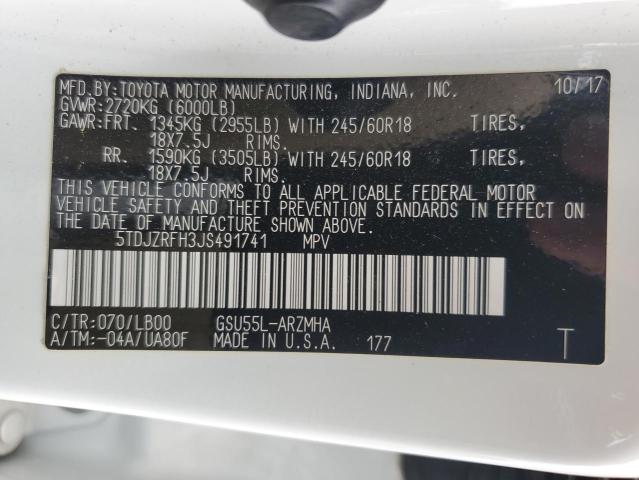 MFD.BY:TOYOTA MOTOR MANUFACTURING, INDIANA, INC. 10/17
GVWR:2720KG (6000LB)
GAWR:FRT. 1345KG (2955LB) WITH 245/60R18 TIRES,
18X7.5J RIMS.
RR. 1590KG (3505LB) WITH 245/60R18 TIRES,
18X7.5J RIMS.
THIS VEHICLE CONFORMS TO ALL APPLICABLE FEDERAL MOTOR
VEHICLE SAFETY AND THEFT PREVENTION STANDARDS IN EFFECT ON
THE DATE OF MANUFACTURE SHOWN ABOVE.
5TDJZRFH3JS491741 MPV
C/TR:070/LB00 GSU55L-ARZMHA
A/TM:-04A/UA80F MADE IN U.S.A. 177 T